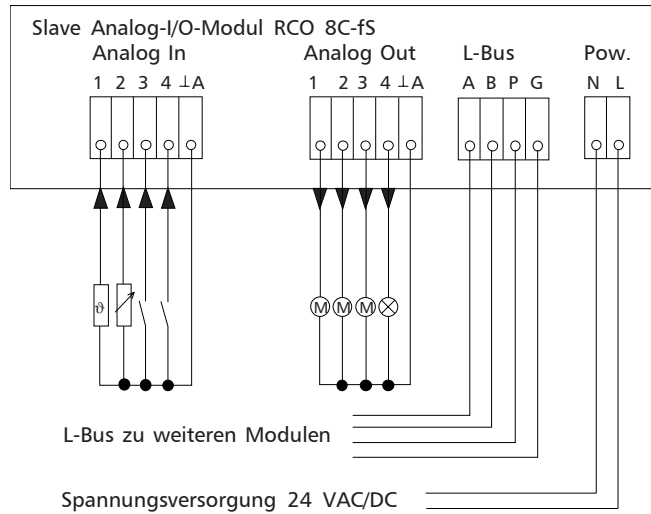 Slave Analog-I/O-Modul RCO 8C-fS
Analog In Analog Out L-Bus Pow.
1 2 3 4 ⊥A 1 2 3 4 ⊥A A B P G N L
ϑ M M M
L-Bus zu weiteren Modulen
Spannungsversorgung 24 VAC/DC